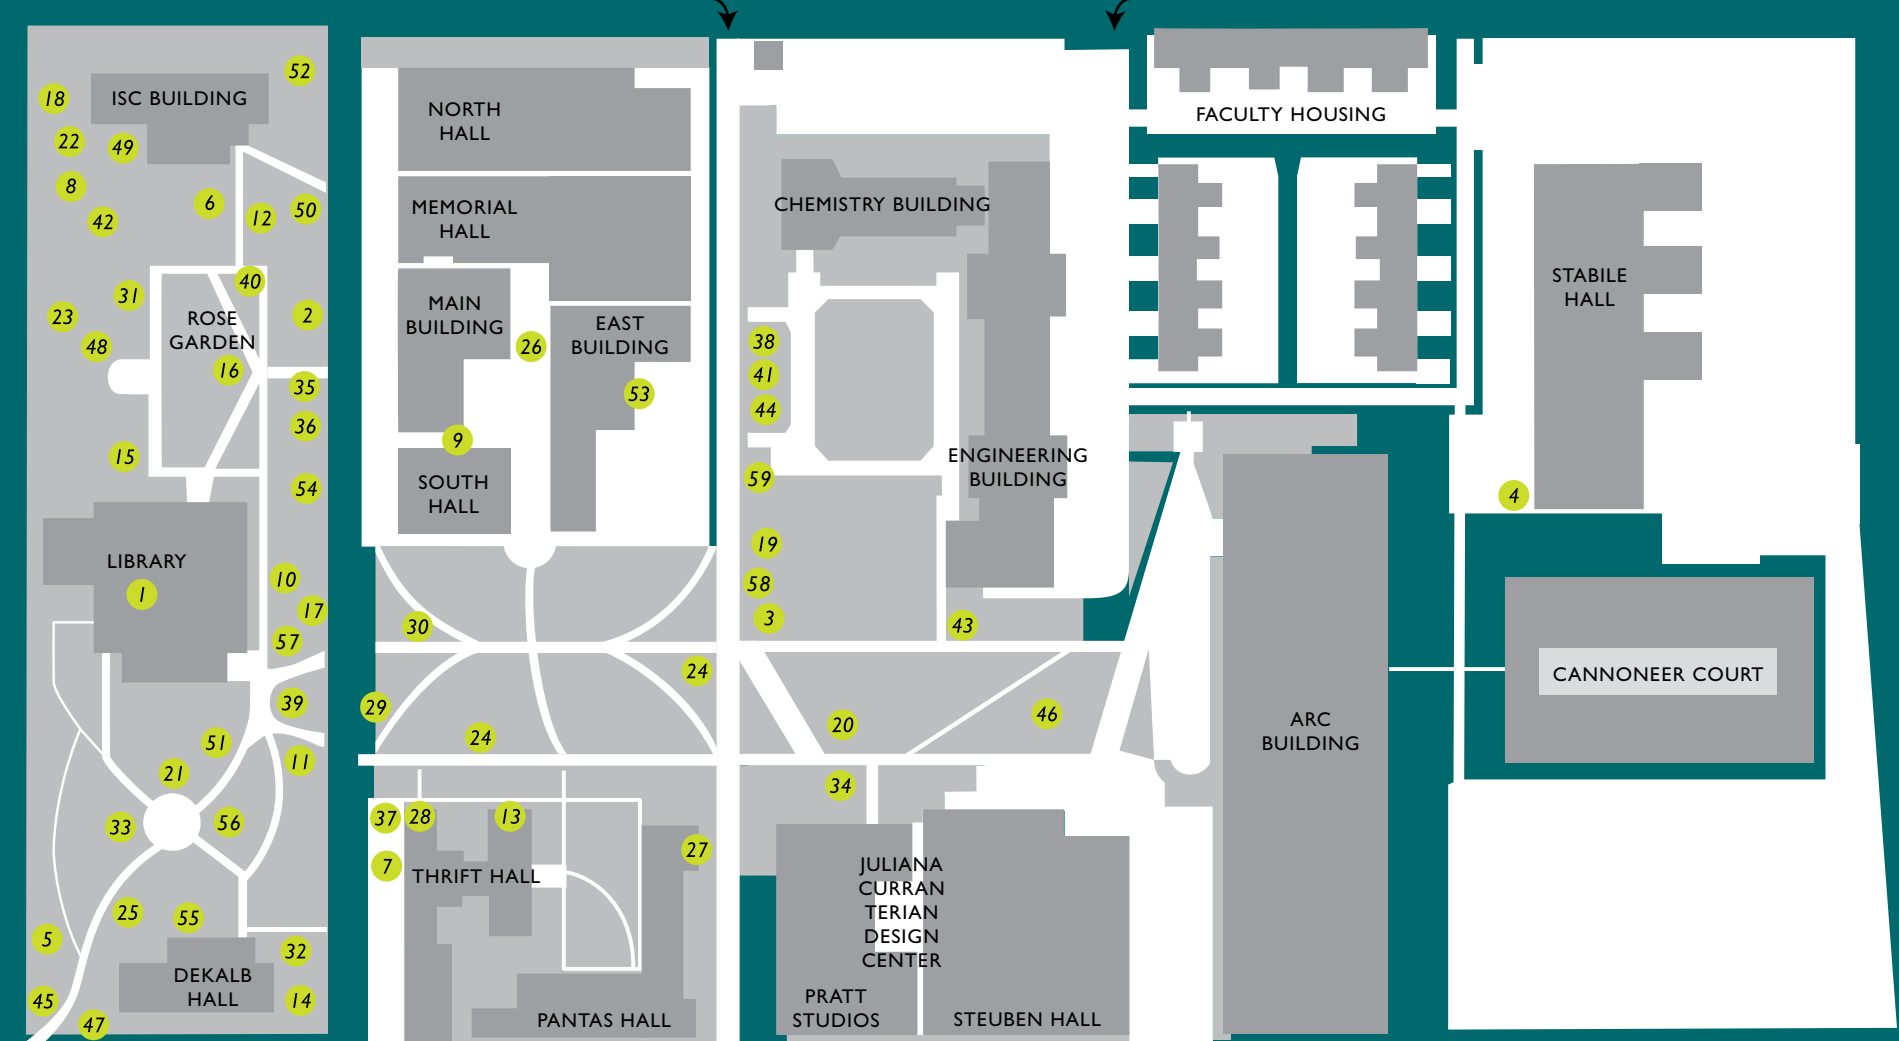 52
18
ISC BUILDING
22
49
8
6
42
12
50
40
31
23
2
ROSE
GARDEN
48
16
35
36
15
54
LIBRARY
1
10
17
57
39
51
11
21
33
56
25
55
5
32
DEKALB
HALL
45
14
47
NORTH
HALL
MEMORIAL
HALL
MAIN
BUILDING
26
EAST
BUILDING
53
9
SOUTH
HALL
30
24
29
24
37
28
13
7
THRIFT HALL
27
PANTAS HALL
CHEMISTRY BUILDING
38
41
44
59
ENGINEERING
BUILDING
19
58
3
43
20
46
34
JULIANA
CURRAN
TERIAN
DESIGN
CENTER
PRATT
STUDIOS
STEUBEN HALL
FACULTY HOUSING
STABILE
HALL
4
ARC
BUILDING
CANNONEER COURT